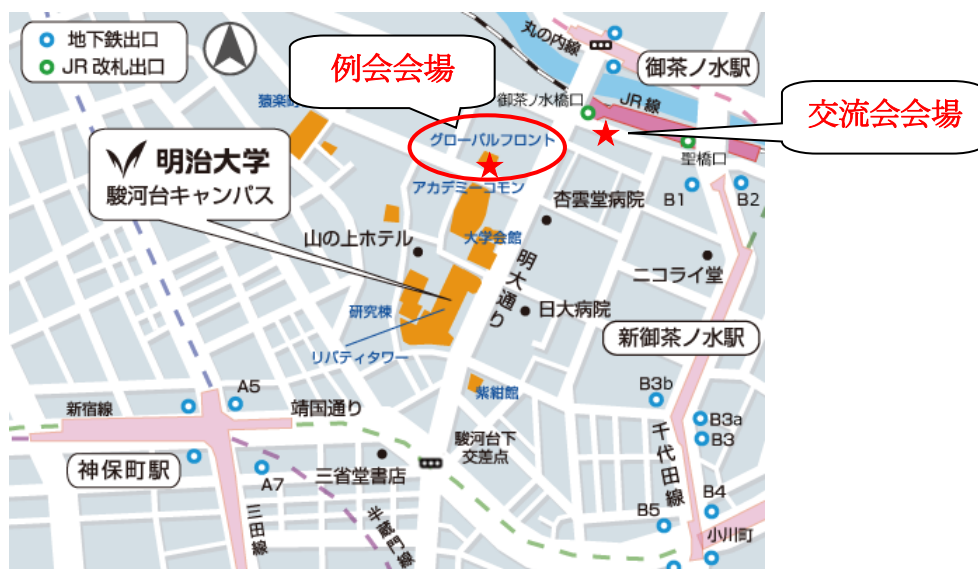 地下鉄出口
JR 改札出口
例会会場
丸の内線
御茶ノ水駅
猿楽町
御茶ノ水橋口
JR 線
交流会会場
グローバルフロント
聖橋口
明治大学
駿河台キャンパス
アカデミーコモン
杏雲堂病院
B1
B2
山の上ホテル
大学会館
明大通り
ニコライ堂
研究棟
日大病院
リバティタワー
新御茶ノ水駅
紫紺館
B3b
A5
新宿線
靖国通り
B3a
B3
千代田線
駿河台下
交差点
神保町駅
A7
三省堂書店
B4
B5
三田線
半蔵門線
小川町